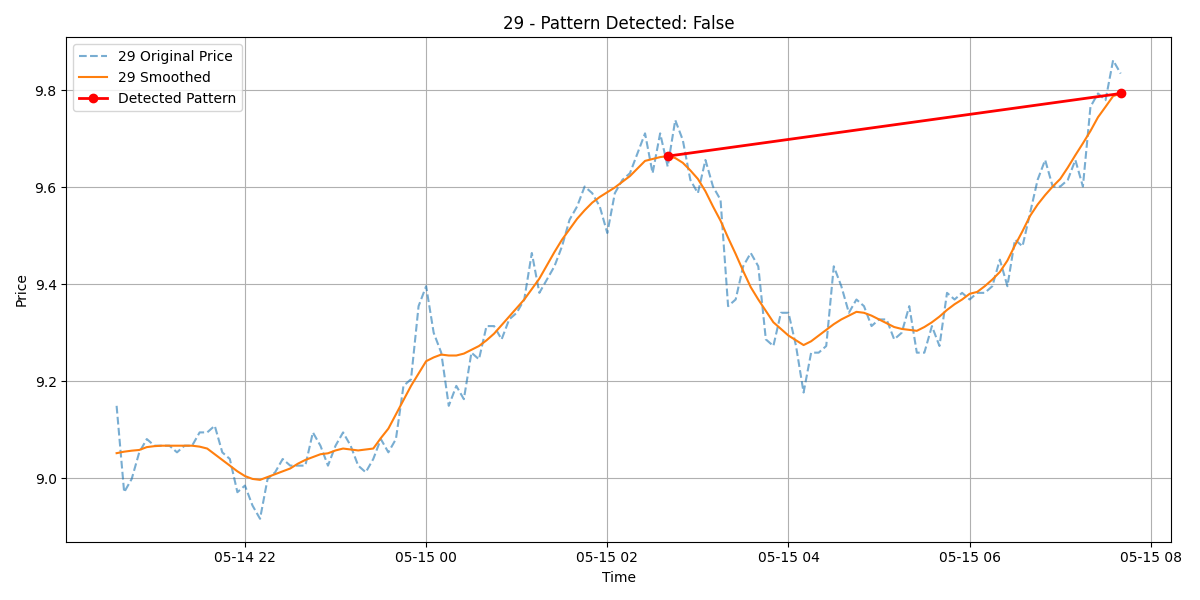 29 - Pattern Detected: False
29 Original Price
29 Smoothed
Detected Pattern
Price
9.8
9.6
9.4
9.2
9.0
05-14 22
05-15 00
05-15 02
05-15 04
05-15 06
05-15 08
Time